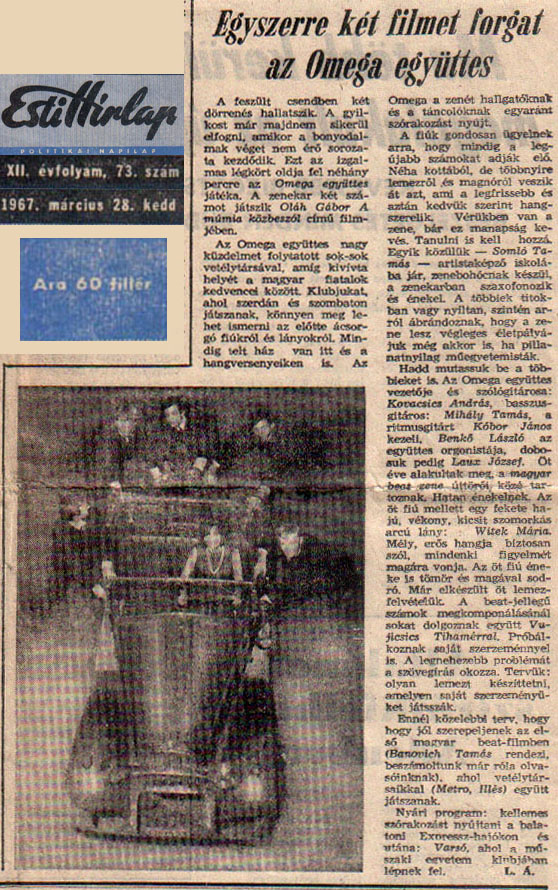 Egyszerre két filmet forgat
az Omega együttes
Esti Hírlap
POLITIKAI NAPILAP
XII. évfolyam, 73. szám
1967. március 28. kedd
Ára 60 fillér
A feszült csendben két
dörrenés hallatszik. A gyil-
kost már majdnem sikerül
elfogni, amikor a bonyodal-
mak véget nem érő soroza-
ta kezdődik. Ezt az izgal-
mas légkört oldja fel néhány
percre az Omega együttes
játéka. A zenekar két szá-
mot játszik Oláh Gábor A
múmia közbeszól című film-
jében.
Az Omega együttes nagy
küzdelmet folytatott sok-sok
vetélytársával, amíg kivívta
helyét a magyar fiatalok
kedvencei között. Klubjukat,
ahol szerdán és szombaton
játszanak, könnyen meg le-
het ismerni az előtte ácsor-
gó fiúkról és lányokról. Min-
dig telt ház van itt és a
hangversenyeiken is. Az
Omega a zenét hallgatóknak
és a táncolóknak egyaránt
szórakozást nyújt.
A fiúk gondosan ügyelnek
arra, hogy mindig a leg-
újabb számokat adják elő.
Néha kottából, de többnyire
lemezről és magnóról veszik
át azt, ami a legfrissebb és
aztán kedvük szerint hang-
szerelik. Vérükben van a
zene, bár ez manapság ke-
vés. Tanulni is kell hozzá.
Egyik közülük — Somló Ta-
más — artistaképző iskolá-
ba jár, zenebohócnak készül,
a zenekarban szaxofonozik
és énekel. A többiek titok-
ban vagy nyíltan, szintén ar-
ról ábrándoznak, hogy a ze-
ne lesz végleges életpályá-
juk még akkor is, ha pilla-
natnyilag műegyetemisták.
Hadd mutassuk be a töb-
bieket is. Az Omega együttes
vezetője és szólógitárosa:
Kovacsics András, basszus-
gitáros: Mihály Tamás, a
ritmusgitárt Kóbor János
kezeli, Benkő László az
együttes orgonistája, dobo-
suk pedig Laux József. Öt
éve alakultak meg, a magyar
beat zene úttörői közé tar-
toznak. Hatan énekelnek. Az
öt fiú mellett egy fekete ha-
jú, vékony, kicsit szomorkás
arcú lány: Witek Mária.
Mély, erős hangja biztosan
szól, mindenki figyelmét
magára vonja. Az öt fiú éne-
ke is tömör és magával sod-
ró. Már elkészült öt lemez-
felvételük. A beat-jellegű
számok megkomponálásánál
sokat dolgoznak együtt Vu-
jicsics Tihamérral. Próbál-
koznak saját szerzeménnyel
is. A legnehezebb problémát
a szövegírás okozza. Tervük:
olyan lemezt készíttetni,
amelyen saját szerzeményü-
ket játsszák.
Ennél közelebbi terv, hogy
hogy jól szerepeljenek az el-
ső magyar beat-filmben
(Banovich Tamás rendezi,
beszámoltunk már róla olva-
sóinknak), ahol vetélytár-
saikkal (Metro, Illés) együtt
játszanak.
Nyári program: kellemes
szórakozást nyújtani a bala-
toni Expressz-hajókon és
utána: Varsó, ahol a mű-
szaki egyetem klubjában
lépnek fel. L. A.